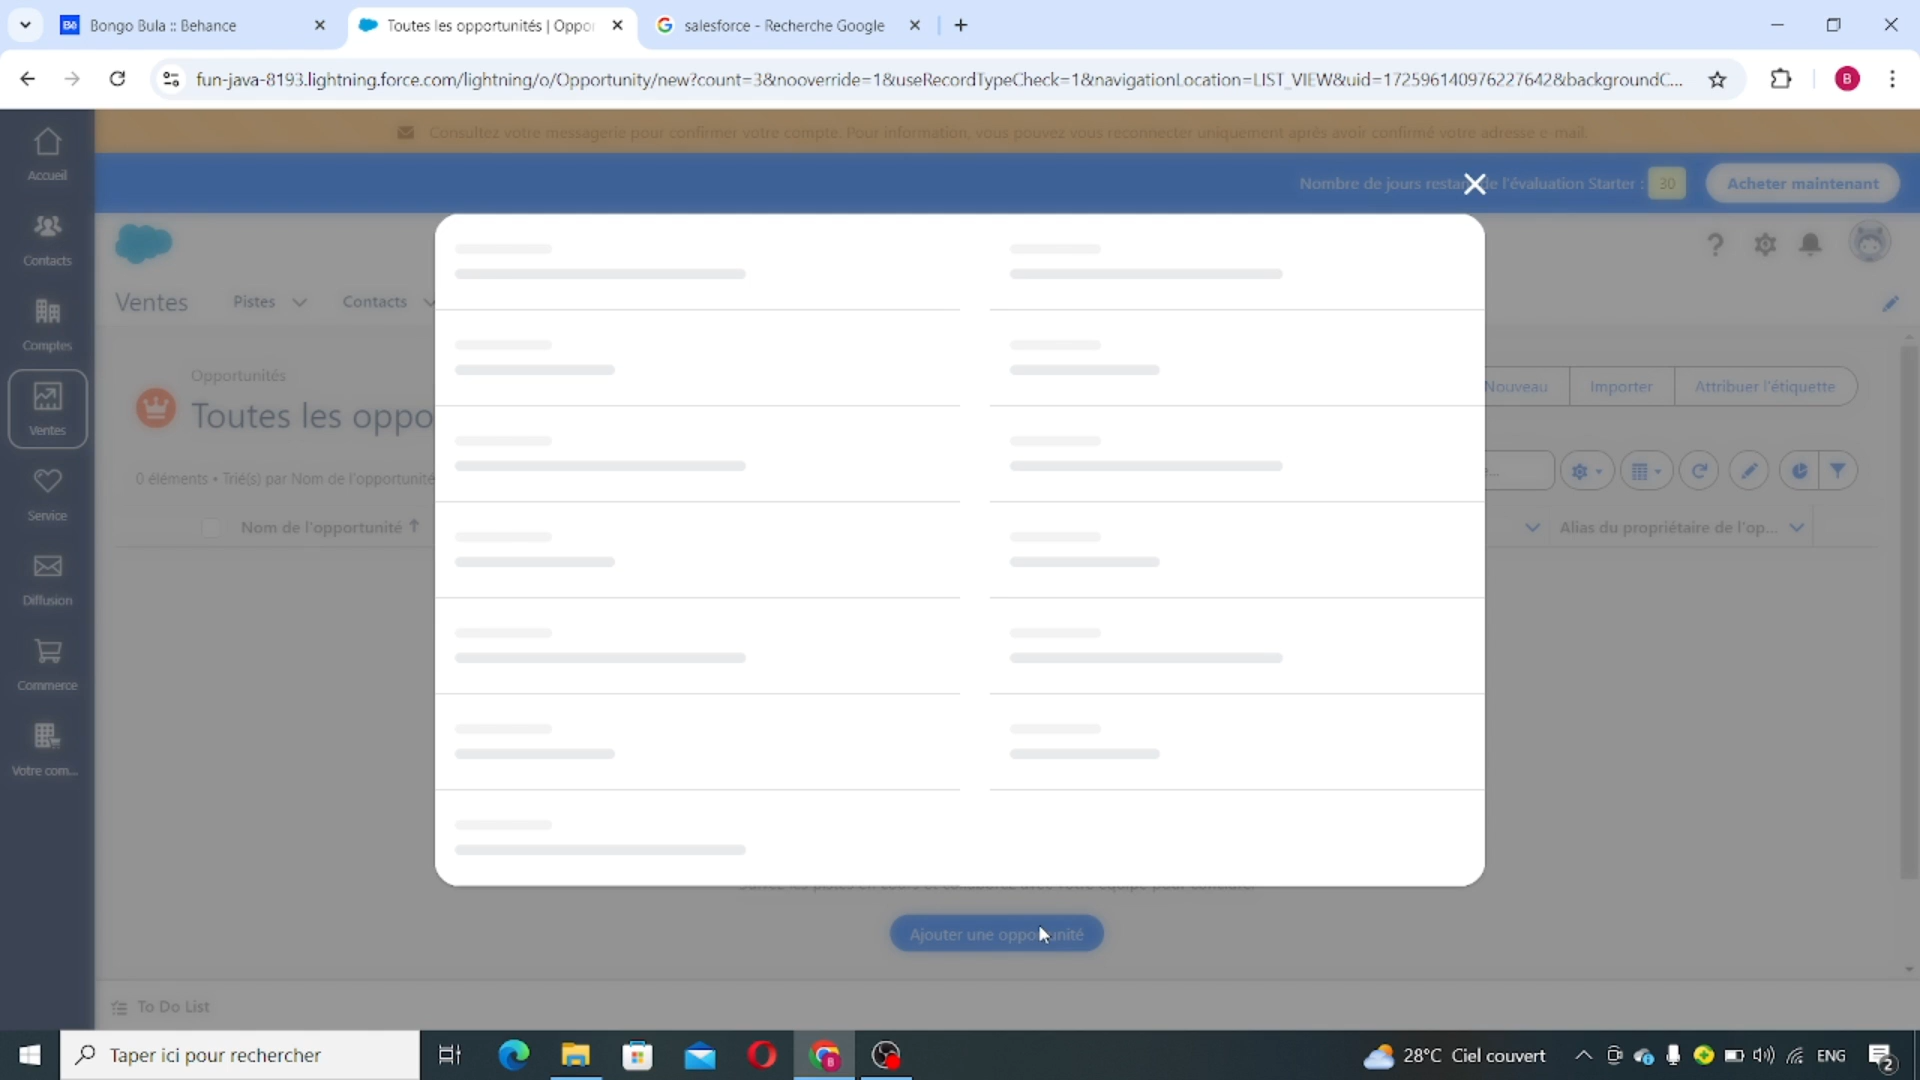 Bongo Bula :: Behance
Toutes les opportunités | Oppor
salesforce - Recherche Google
fun-java-8193.lightning.force.com/lightning/o/Opportunity/new?count=3&nooverride=1&useRecordTypeCheck=1&navigationLocation=LIST_VIEW&uid=172596140976227642&backgroundC...
B
Consultez votre messagerie pour confirmer votre compte. Pour information, vous pouvez vous reconnecter uniquement après avoir confirmé votre adresse e-mail.
Nombre de jours restan de l'évaluation Starter : 30
Acheter maintenant
Accueil
Contacts
Comptes
Ventes
Service
Diffusion
Commerce
Votre com...
Ventes
Pistes
Contacts
Opportunités
Toutes les oppo
Nouveau
Importer
Attribuer l'étiquette
0 éléments • Trié(s) par Nom de l'opportunité
e...
Nom de l'opportunité
Alias du propriétaire de l'op...
Ajouter une opportunité
To Do List
Taper ici pour rechercher
28°C Ciel couvert
ENG
2